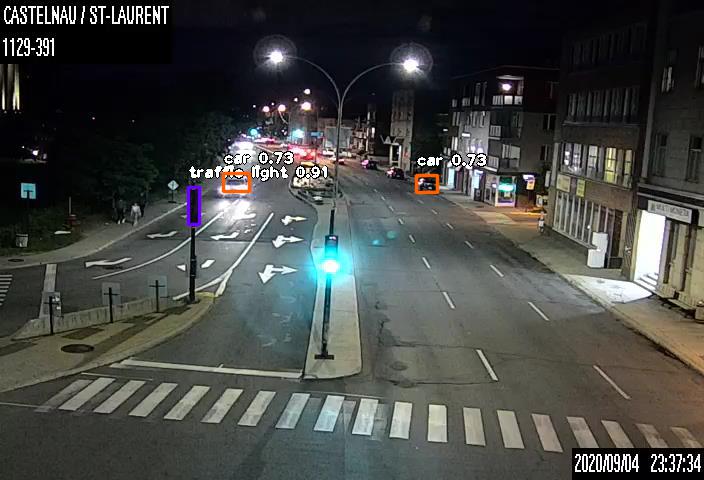 CASTELNAU / ST-LAURENT
1129-391
car 0.73
car 0.73
traffic light 0.91
2020/09/04 23:37:34